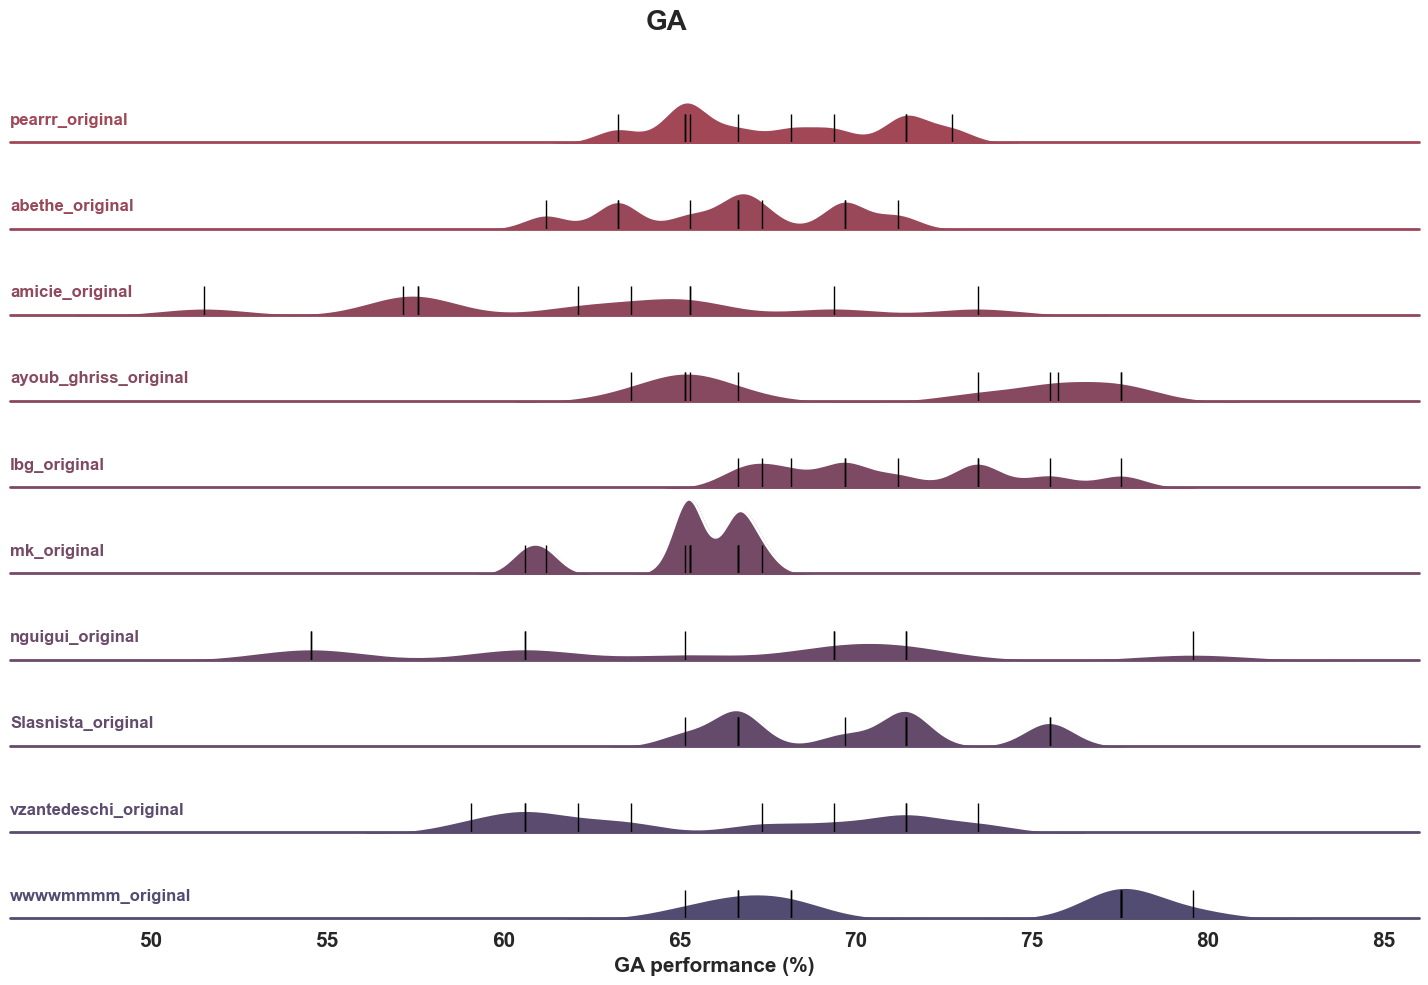 GA
pearrr_original
abethe_original
amicie_original
ayoub_ghriss_original
lbg_original
mk_original
nguigui_original
Slasnista_original
vzantedeschi_original
wwwwmmmm_original
50 55 60 65 70 75 80 85
GA performance (%)